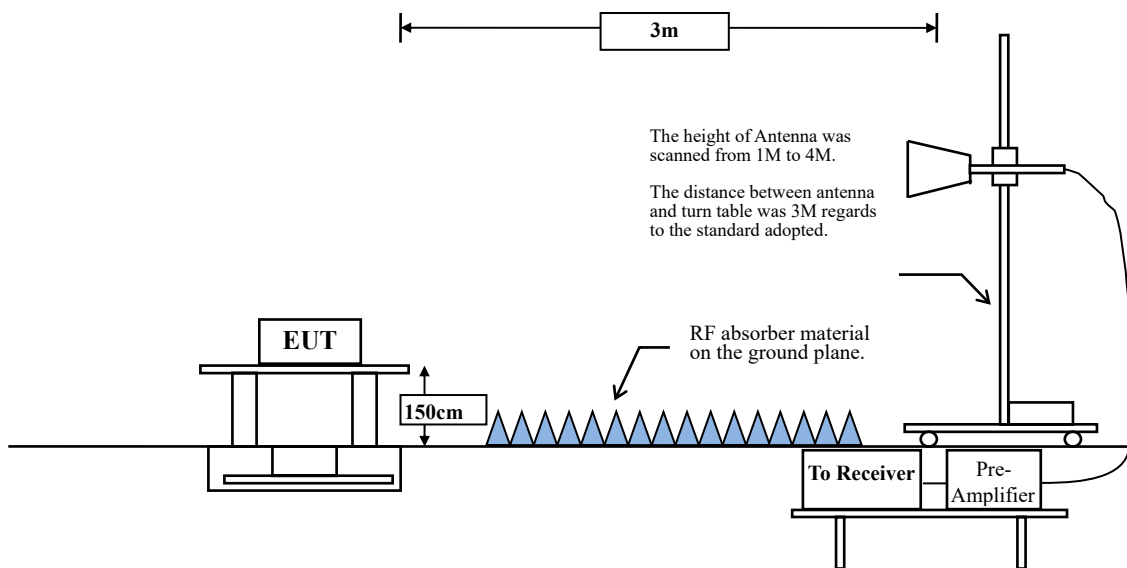 3m
The height of Antenna was
scanned from 1M to 4M.
The distance between antenna
and turn table was 3M regards
to the standard adopted.
EUT
RF absorber material
on the ground plane.
150cm
To Receiver
Pre-
Amplifier